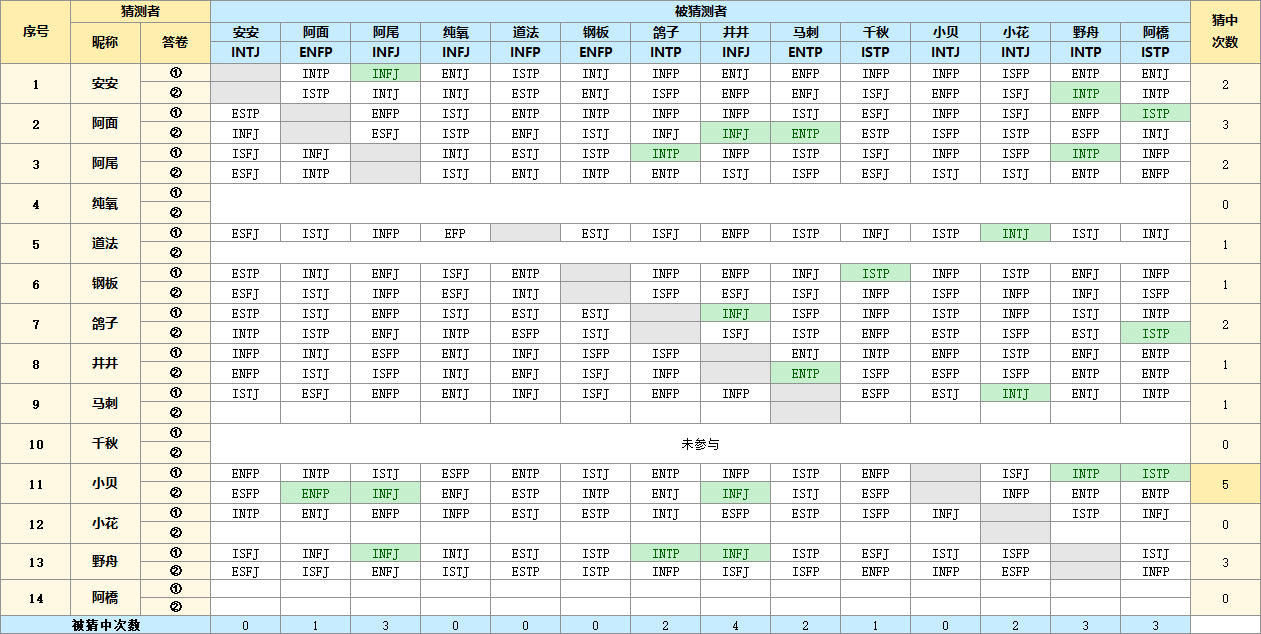 序号 猜测者 被猜测者 猜中次数
昵称 答卷 安安 阿面 阿尾 纯氧 道法 钢板 鸽子 井井 马刺 千秋 小贝 小花 野舟 阿橋
INTJ ENFP INFJ INFJ INFJ ENFP INTP INFJ ENTP ISTP INTJ INTJ INTP ISTP
1 安安 ① INTP INFJ ENTJ ISTP INTJ INFP ENTJ ENFP INFP INFP ISFP ENTP ENTJ 2
② ISTP INTJ INTJ ESTP ENTJ ISFP ENFP ENFJ ESFJ ENFJ INFP INTP INTP
2 阿面 ① ESTP ENFP ISTJ ENTP INTP INFP INTP ISTJ ESFJ INFP ISFJ ESFP ISTP 3
② INFJ ESFJ ISTP ENFJ ISTJ INFJ INFJ ENTP ESTP ISFP ISTP ESFP INTJ
3 阿尾 ① ISFJ INFJ INTJ ESTJ ISTP INTP INFP ISTP ISFJ INFP ISFP INTP INFP 2
② ESFJ INTP ISTJ ENTJ INTP ENTP ISTJ ISFP ESFJ ISTJ ISTJ ENTP ENFP
4 纯氧 ① 0
②
5 道法 ① ESFJ ISTJ INFP EFP ESTJ ISFJ ENFP ISTP INFJ ISTP INTJ ISTJ INTJ 1
②
6 钢板 ① ESTP INTJ ENFJ ISFJ ENTP INFP ENFP INFJ ISTP INFP ISTP ENFJ INFP 1
② ESFJ ISTJ INFP ESFJ INTJ ISFP ESFJ ISFJ INFP ISFP INFP INFJ ISFP
7 鸽子 ① ESTP ISTJ ENFP ISTJ ESTJ ESTJ INFJ ISFP INFP ISTP INFP ISTJ INTP 2
② INTP ISTP ENFJ INTP ESFP ISTJ ISFJ ISTP ENFP ESTP ISFP ESTJ ISTP
8 井井 ① INFP INTJ ESFP ENTJ INFJ ISFP ISFP ENTJ INTP ENFP ISTP ENFJ ENTP 1
② ENFP ISTJ ISFP INTJ ENFJ ISFJ INFP ENTP ISFP ESFP ISFP ENTJ ENFP
9 马刺 ① ISTJ ESFJ ENFP ENTJ INFJ ISFJ ENFP INFP ESFP ESTJ INTJ ENTJ INTP 1
②
10 千秋 ① 未参与 0
②
11 小贝 ① ENFP INTP ISTJ ESFP ENTP ISTJ ENTP INFP ISTP ENFP ISFJ INTP ISTP 5
② ESFP ENFP INFJ ENFJ ESTP INTP ENTJ INFJ ISTJ ESFP INFP ENTP ENTP
12 小花 ① INTP ENTJ ENFP INFP ESTJ ESTP INTJ ESFP ESTP ISFP INFJ ISTP INFJ 0
②
13 野舟 ① ISFJ INFJ INFJ INTJ ESTJ ISTP INTP INFJ ISTP ESFJ ISTJ ISFP ISTJ 3
② ESFJ ISFJ ENFJ ISTJ ESTP ISTP INFP ISFJ ISFP ENFP INFP ESFP INFP
14 阿橋 ① 0
②
被猜中次数 0 1 3 0 0 0 2 4 2 1 0 2 3 3